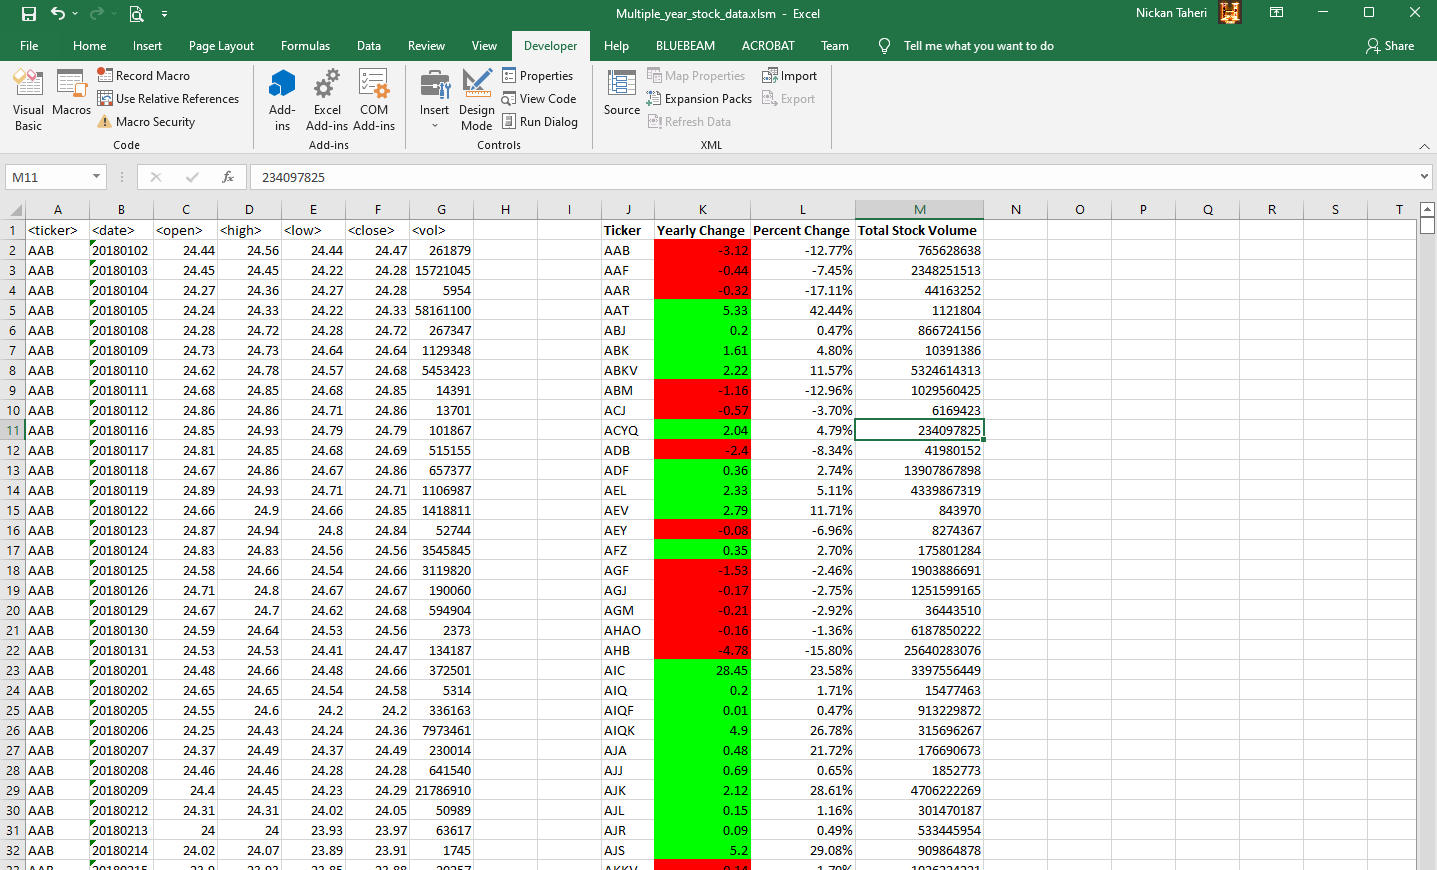 Multiple_year_stock_data.xlsm - Excel
Nickan Taheri
File Home Insert Page Layout Formulas Data Review View Developer Help BLUEBEAM ACROBAT Team Tell me what you want to do Share
Visual Basic
Macros
Record Macro
Use Relative References
Macro Security
Code
Add-ins
Excel Add-ins
COM Add-ins
Add-ins
Insert
Design Mode
Properties
View Code
Run Dialog
Controls
Source
Map Properties
Expansion Packs
Refresh Data
Import
Export
XML
M11 fx 234097825
A B C D E F G H I J K L M N O P Q R S T
1 <ticker> <date> <open> <high> <low> <close> <vol> Ticker Yearly Change Percent Change Total Stock Volume
2 AAB 20180102 24.44 24.56 24.44 24.47 261879 AAB -3.12 -12.77% 765628638
3 AAB 20180103 24.45 24.45 24.22 24.28 15721045 AAF -0.44 -7.45% 2348251513
4 AAB 20180104 24.27 24.36 24.27 24.28 5954 AAR -0.32 -17.11% 44163252
5 AAB 20180105 24.24 24.33 24.22 24.33 58161100 AAT 5.33 42.44% 1121804
6 AAB 20180108 24.28 24.72 24.28 24.72 267347 ABJ 0.2 0.47% 866724156
7 AAB 20180109 24.73 24.73 24.64 24.64 1129348 ABK 1.61 4.80% 10391386
8 AAB 20180110 24.62 24.78 24.57 24.68 5453423 ABKV 2.22 11.57% 5324614313
9 AAB 20180111 24.68 24.85 24.68 24.85 14391 ABM -1.16 -12.96% 1029560425
10 AAB 20180112 24.86 24.86 24.71 24.86 13701 ACJ -0.57 -3.70% 6169423
11 AAB 20180116 24.85 24.93 24.79 24.79 101867 ACYQ 2.04 4.79% 234097825
12 AAB 20180117 24.81 24.85 24.68 24.69 515155 ADB -2.4 -8.34% 41980152
13 AAB 20180118 24.67 24.86 24.67 24.86 657377 ADF 0.36 2.74% 13907867898
14 AAB 20180119 24.89 24.93 24.71 24.71 1106987 AEL 2.33 5.11% 4339867319
15 AAB 20180122 24.66 24.9 24.66 24.85 1418811 AEV 2.79 11.71% 843970
16 AAB 20180123 24.87 24.94 24.8 24.84 52744 AEY -0.08 -6.96% 8274367
17 AAB 20180124 24.83 24.83 24.56 24.56 3545845 AFZ 0.35 2.70% 175801284
18 AAB 20180125 24.58 24.66 24.54 24.66 3119820 AGF -1.53 -2.46% 1903886691
19 AAB 20180126 24.71 24.8 24.67 24.67 190060 AGJ -0.17 -2.75% 1251599165
20 AAB 20180129 24.67 24.7 24.62 24.68 594904 AGM -0.21 -2.92% 36443510
21 AAB 20180130 24.59 24.64 24.53 24.56 2373 AHAO -0.16 -1.36% 6187850222
22 AAB 20180131 24.53 24.53 24.41 24.47 134187 AHB -4.78 -15.80% 25640283076
23 AAB 20180201 24.48 24.66 24.48 24.66 372501 AIC 28.45 23.58% 3397556449
24 AAB 20180202 24.65 24.65 24.54 24.58 5314 AIQ 0.2 1.71% 15477463
25 AAB 20180205 24.55 24.6 24.2 24.2 336163 AIQF 0.01 0.47% 913229872
26 AAB 20180206 24.25 24.43 24.24 24.36 7973461 AIQK 4.9 26.78% 315696267
27 AAB 20180207 24.37 24.49 24.37 24.49 230014 AJA 0.48 21.72% 176690673
28 AAB 20180208 24.46 24.46 24.28 24.28 641540 AJJ 0.69 0.65% 1852773
29 AAB 20180209 24.4 24.45 24.23 24.29 21786910 AJK 2.12 28.61% 4706222269
30 AAB 20180212 24.31 24.31 24.02 24.05 50989 AJL 0.15 1.16% 301470187
31 AAB 20180213 24 24 23.93 23.97 63617 AJR 0.09 0.49% 533445954
32 AAB 20180214 24.02 24.07 23.89 23.91 1745 AJS 5.2 29.08% 909864878